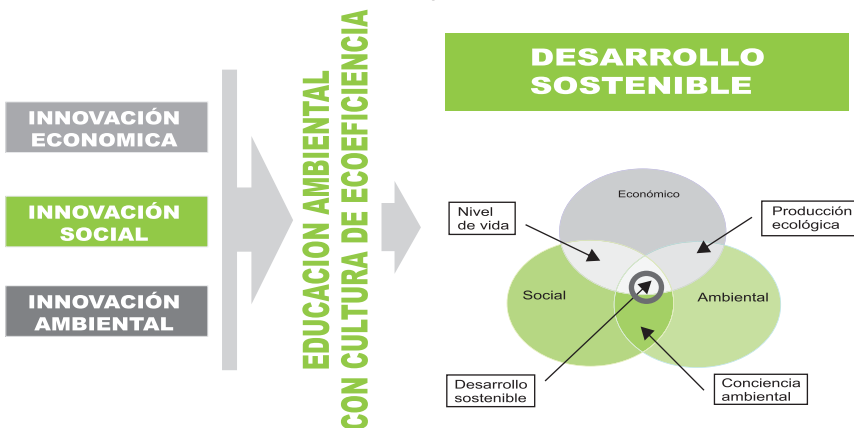 INNOVACIÓN
ECONOMICA
INNOVACIÓN
SOCIAL
INNOVACIÓN
AMBIENTAL
EDUCACION AMBIENTAL
CON CULTURA DE ECOEFICIENCIA
DESARROLLO
SOSTENIBLE
Económico
Nivel
de vida
Producción
ecológica
Social
Ambiental
Desarrollo
sostenible
Conciencia
ambiental